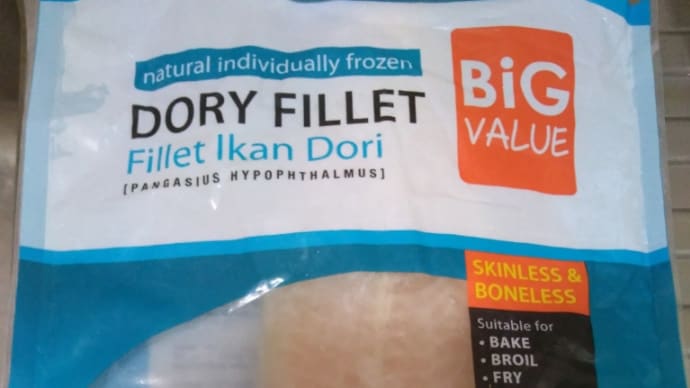 natural individually frozen
DORY FILLET
Fillet Ikan Dori
[PANGASIUS HYPOPHTHALMUS]
BiG
VALUE
SKINLESS &
BONELESS
Suitable for
• BAKE
• BROIL
• FRY